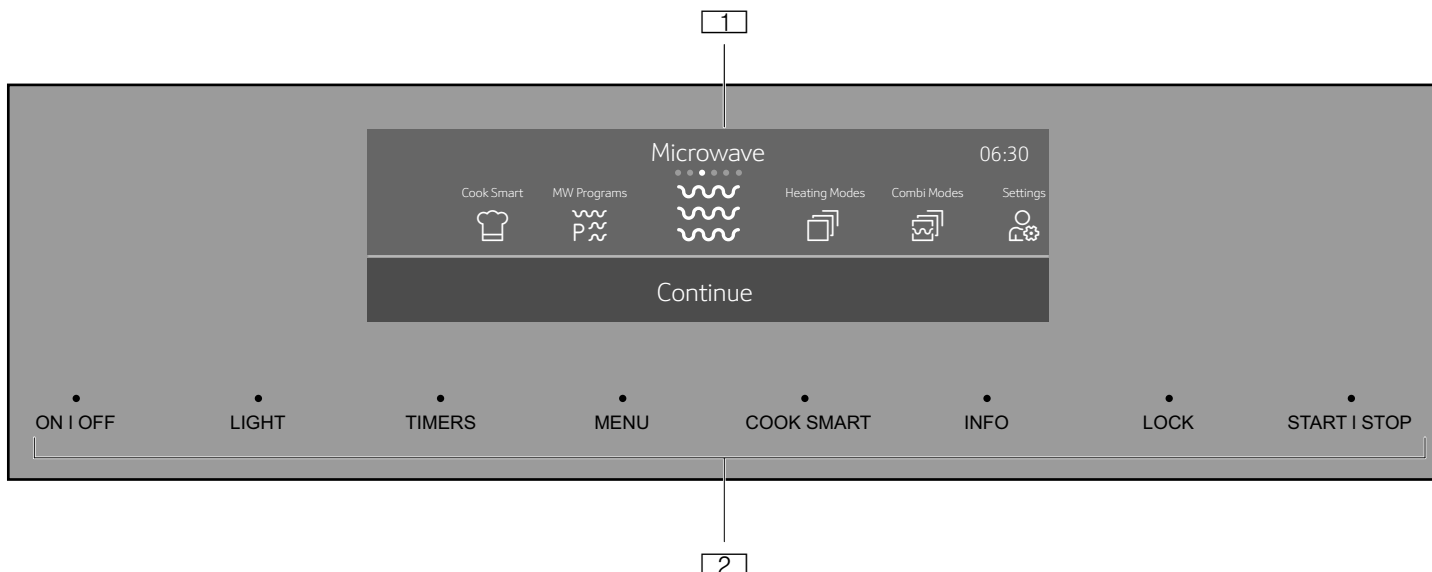 1
Microwave 06:30
Cook Smart MW Programs Heating Modes Combi Modes Settings
P
Continue
ON I OFF LIGHT TIMERS MENU COOK SMART INFO LOCK START I STOP
2